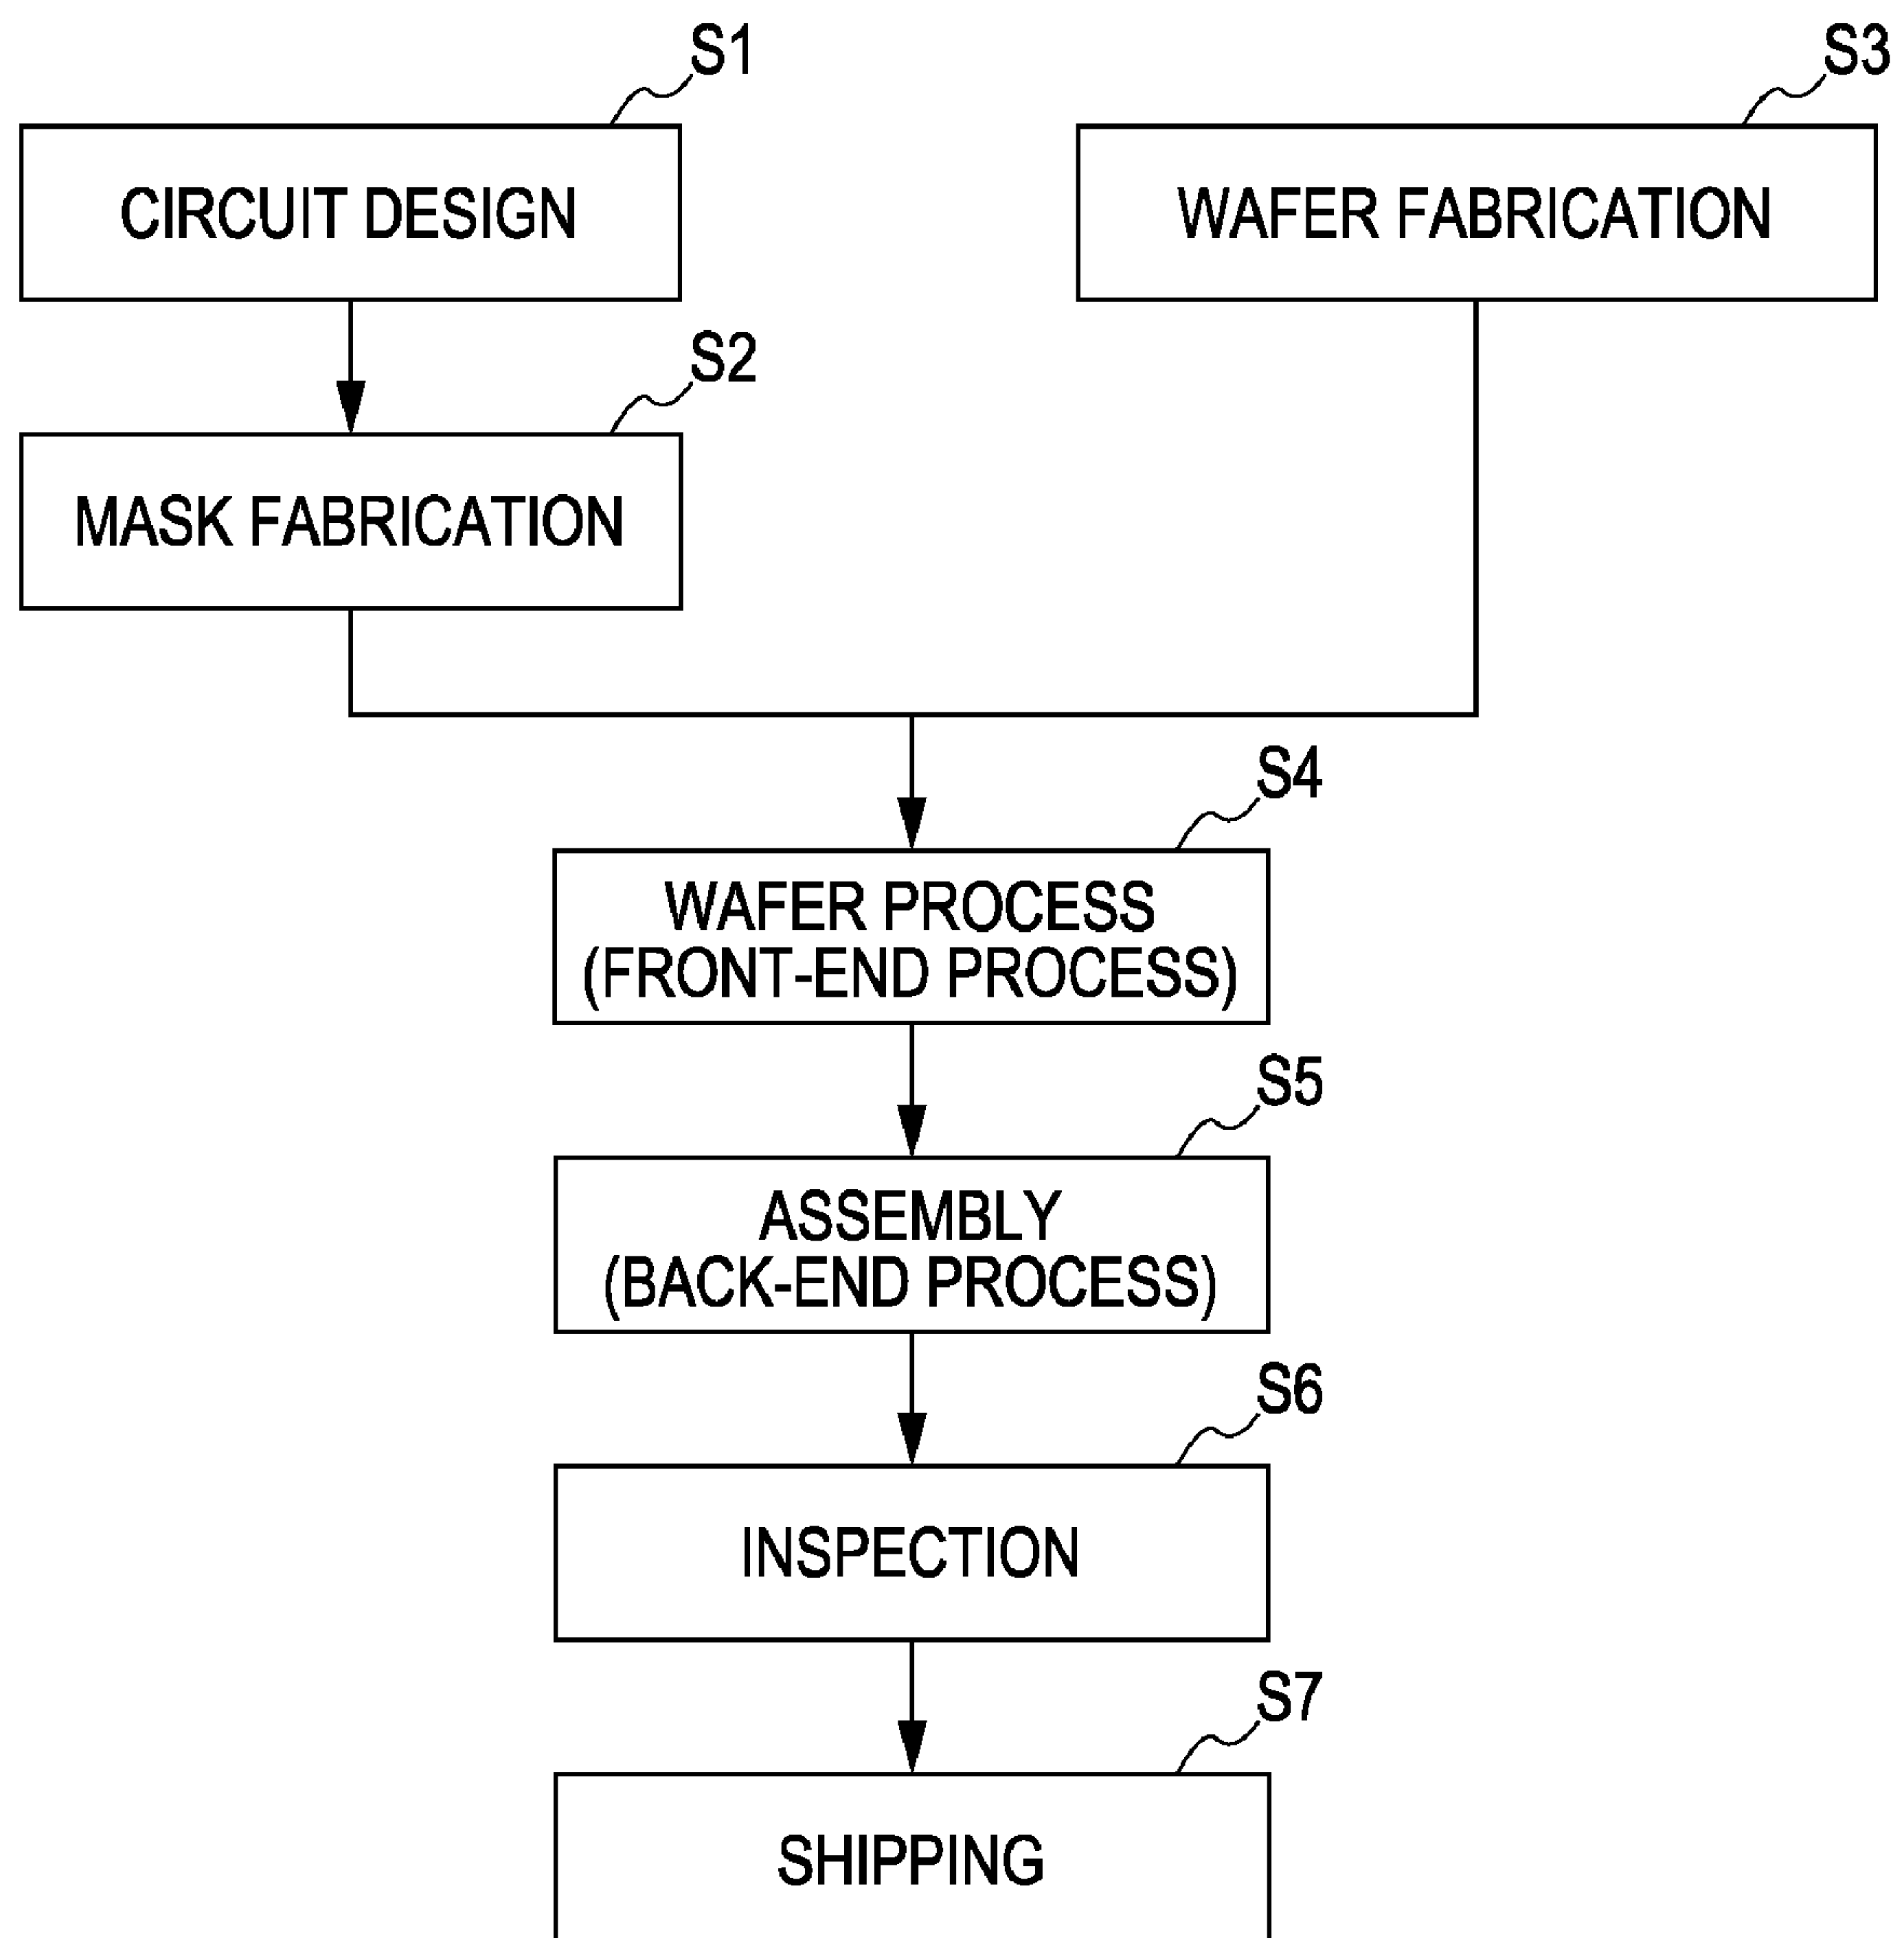 S1
CIRCUIT DESIGN
S2
MASK FABRICATION
S3
WAFER FABRICATION
S4
WAFER PROCESS
(FRONT-END PROCESS)
S5
ASSEMBLY
(BACK-END PROCESS)
S6
INSPECTION
S7
SHIPPING